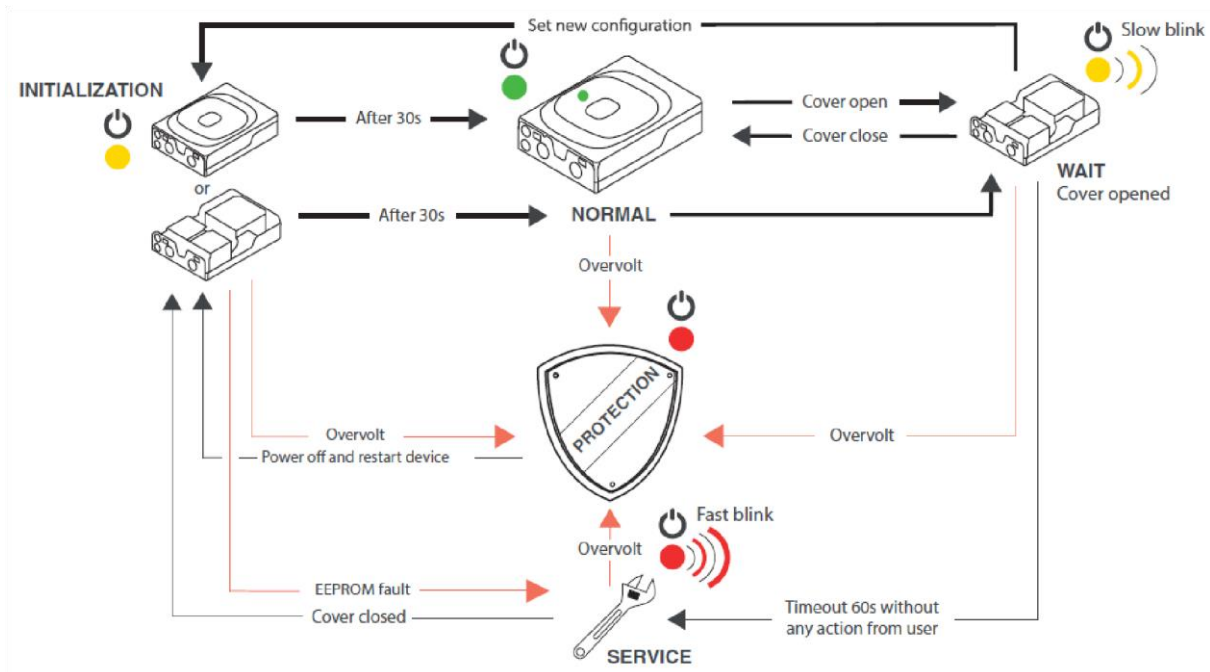 Set new configuration
Slow blink
INITIALIZATION
After 30s
Cover open
Cover close
WAIT
Cover opened
or
After 30s
NORMAL
Overvolt
PROTECTION
Overvolt
Overvolt
Power off and restart device
Fast blink
Overvolt
EEPROM fault
Cover closed
Timeout 60s without
any action from user
SERVICE